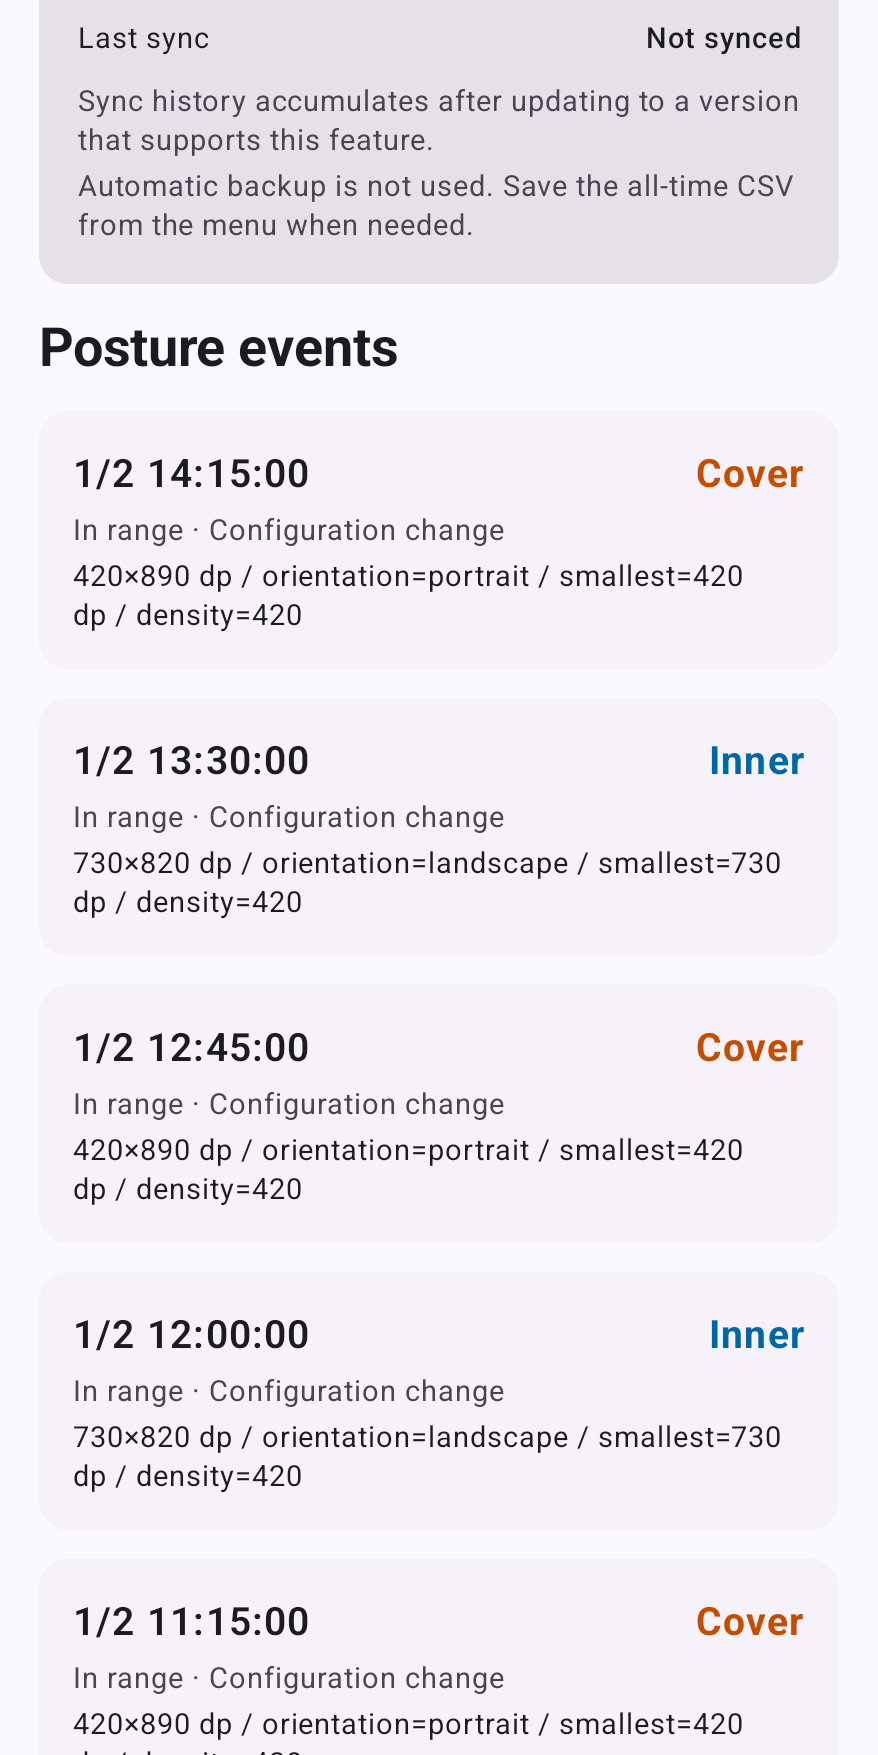 Last sync Not synced
Sync history accumulates after updating to a version
that supports this feature.
Automatic backup is not used. Save the all-time CSV
from the menu when needed.
Posture events
1/2 14:15:00 Cover
In range · Configuration change
420×890 dp / orientation=portrait / smallest=420
dp / density=420
1/2 13:30:00 Inner
In range · Configuration change
730×820 dp / orientation=landscape / smallest=730
dp / density=420
1/2 12:45:00 Cover
In range · Configuration change
420×890 dp / orientation=portrait / smallest=420
dp / density=420
1/2 12:00:00 Inner
In range · Configuration change
730×820 dp / orientation=landscape / smallest=730
dp / density=420
1/2 11:15:00 Cover
In range · Configuration change
420×890 dp / orientation=portrait / smallest=420